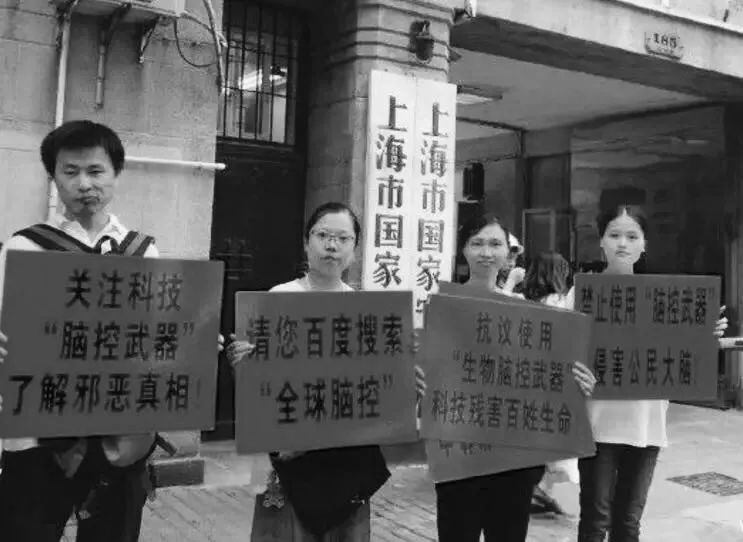 185
上海市国家
上海市国家
关注科技
“脑控武器”
了解邪恶真相！
请您百度搜索
“全球脑控”
抗议使用
“生物脑控武器”
科技残害百姓生命
禁止使用“脑控武器”
侵害公民大脑！